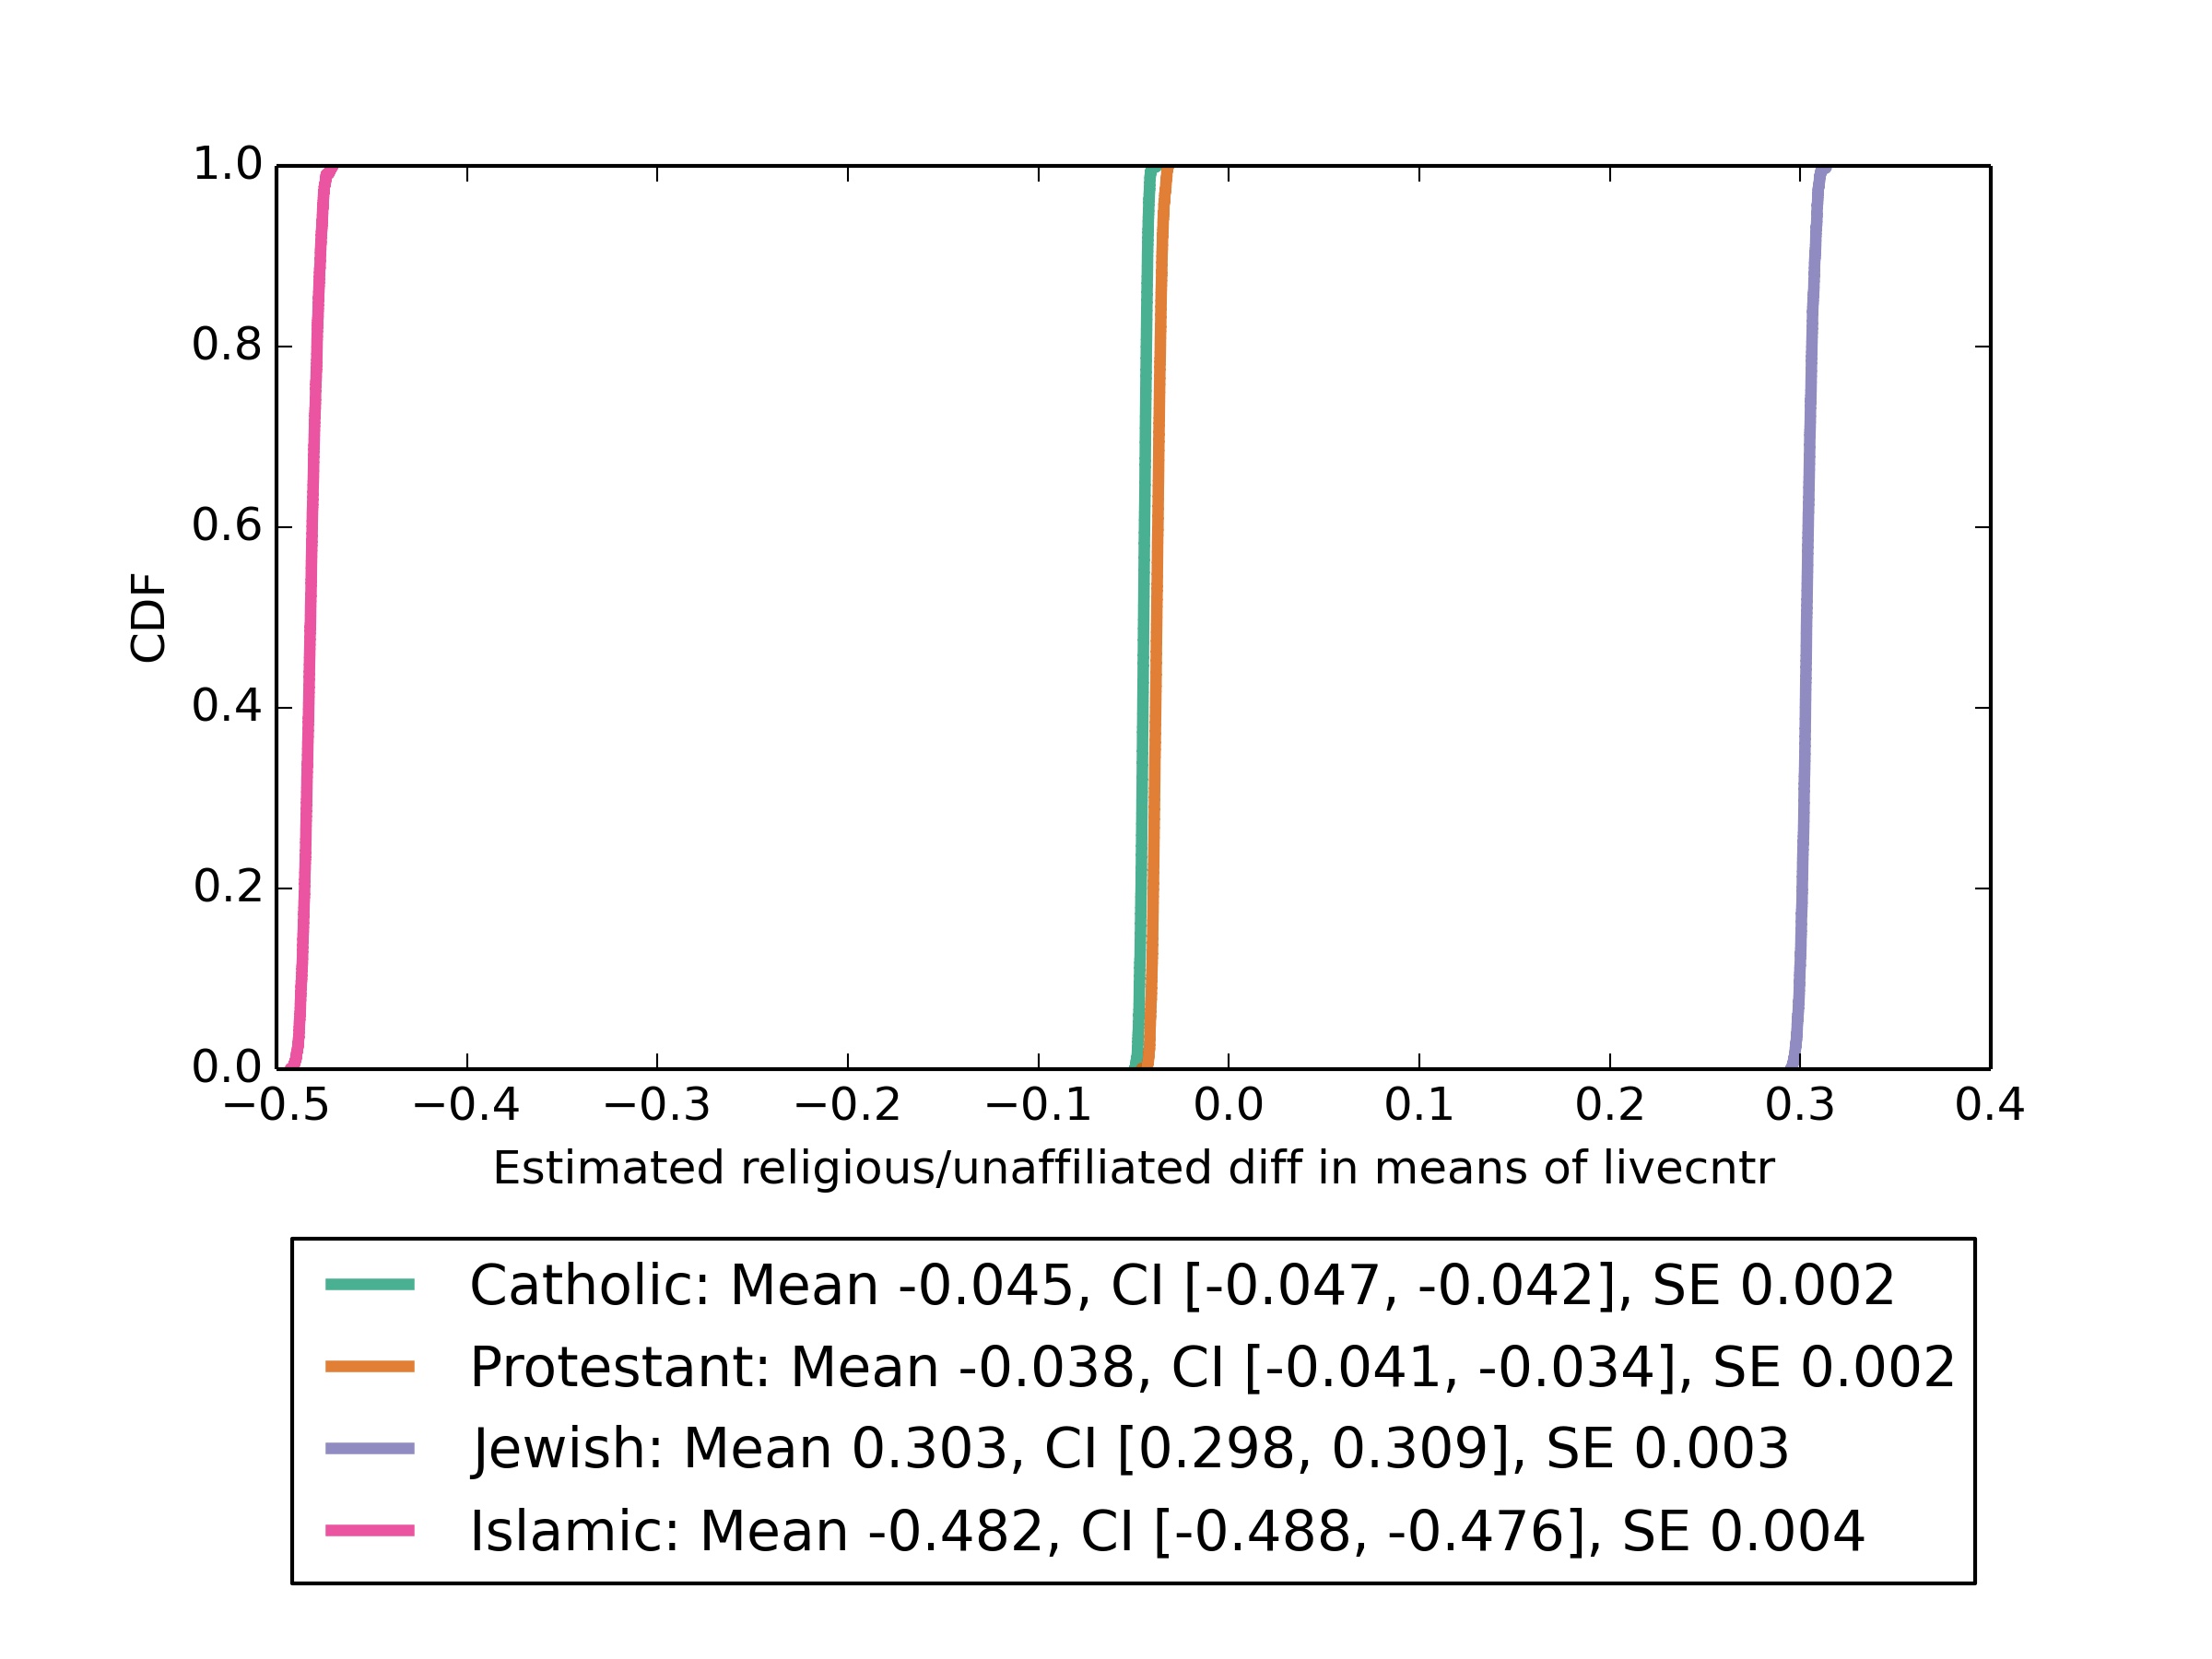 1.0
0.8
0.6
0.4
0.2
0.0
CDF
−0.5 −0.4 −0.3 −0.2 −0.1 0.0 0.1 0.2 0.3 0.4
Estimated religious/unaffiliated diff in means of livecntr
Catholic: Mean -0.045, CI [-0.047, -0.042], SE 0.002
Protestant: Mean -0.038, CI [-0.041, -0.034], SE 0.002
Jewish: Mean 0.303, CI [0.298, 0.309], SE 0.003
Islamic: Mean -0.482, CI [-0.488, -0.476], SE 0.004